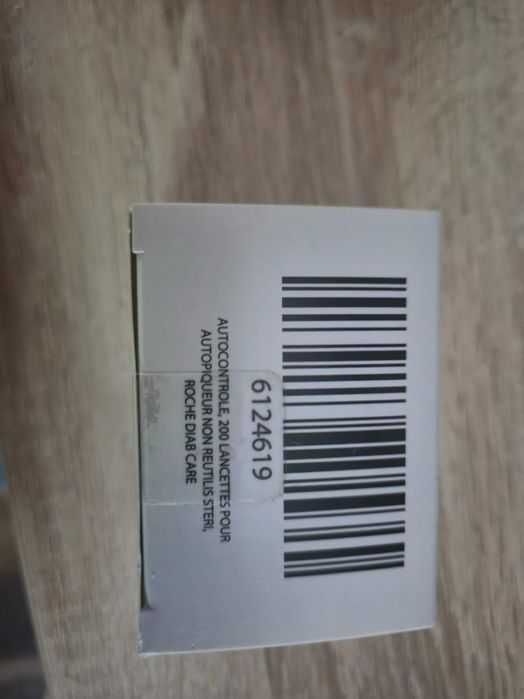 6124619
AUTOCONTROLE, 200 LANCETTES POUR
AUTOPIQUEUR NON REUTILIS STERI,
ROCHE DIAB CARE